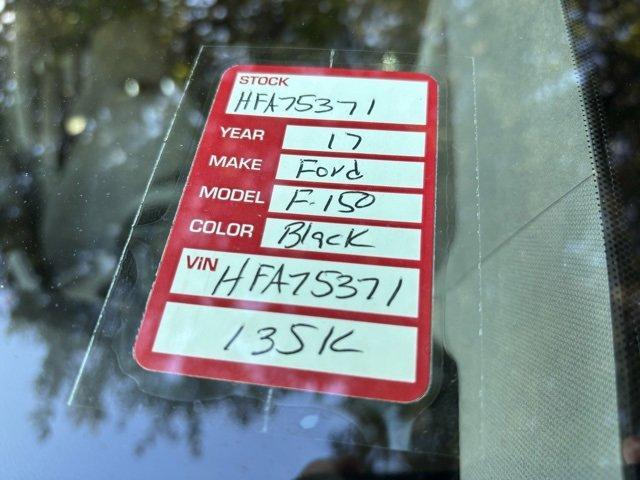 STOCK
HFA75371
YEAR 17
MAKE Ford
MODEL F-150
COLOR Black
VIN HFA75371
135K